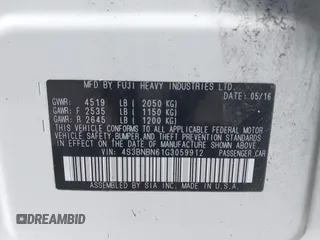 MFD. BY FUJI HEAVY INDUSTRIES LTD.
DATE: 05/16
GVWR: 4519 LB ( 2050 KG)
GAWR: F 2535 LB ( 1150 KG)
GAWR: R 2645 LB ( 1200 KG)
THIS VEHICLE CONFORMS TO ALL APPLICABLE FEDERAL MOTOR
VEHICLE SAFETY, BUMPER, AND THEFT PREVENTION STANDARDS
IN EFFECT ON THE DATE OF MANUFACTURE SHOWN ABOVE.
VIN: 4S3BNBN61G3059912 PASSENGER CAR
ASSEMBLED BY SIA INC. MADE IN U.S.A.